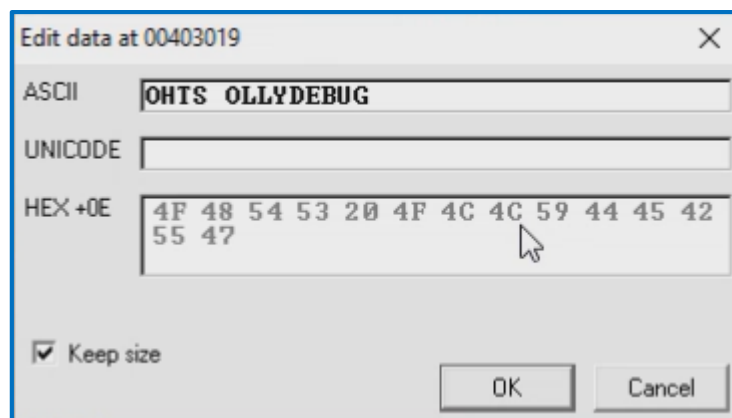 Edit data at 00403019
ASCII OHTS OLLYDEBUG
UNICODE
HEX +0E 4F 48 54 53 20 4F 4C 4C 59 44 45 42
55 47
Keep size
OK Cancel